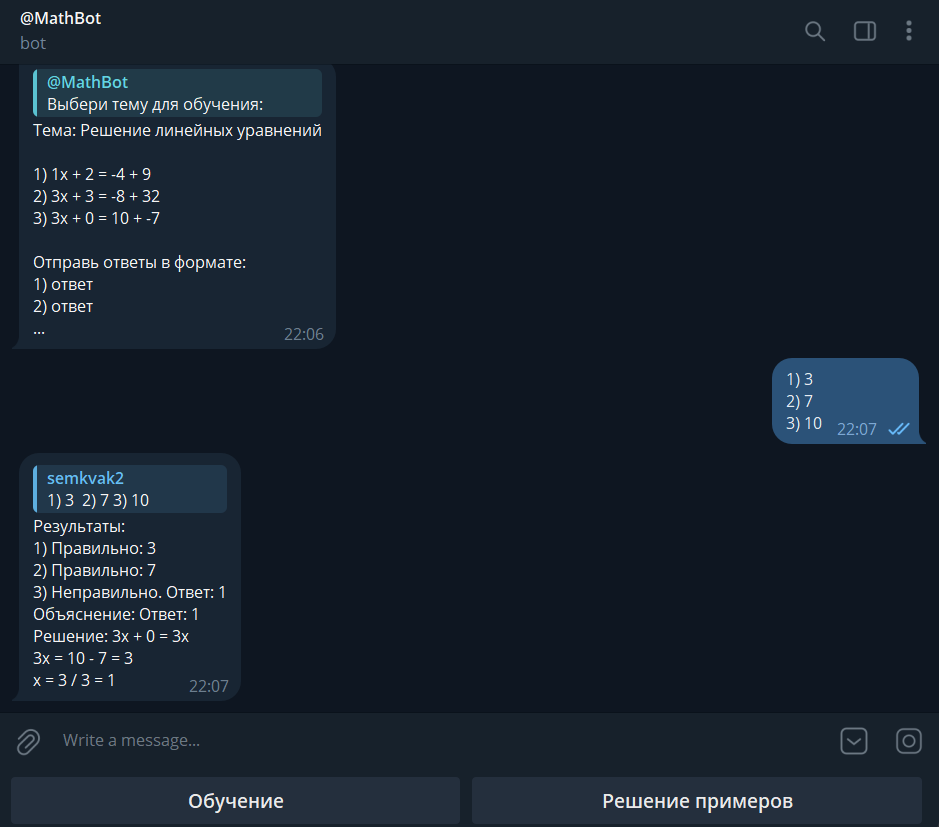 @MathBot
bot
@MathBot
Выбери тему для обучения:
Тема: Решение линейных уравнений
1) 1x + 2 = -4 + 9
2) 3x + 3 = -8 + 32
3) 3x + 0 = 10 + -7
Отправь ответы в формате:
1) ответ
2) ответ
...
22:06
1) 3
2) 7
3) 10
22:07
semkvak2
1) 3  2) 7 3) 10
Результаты:
1) Правильно: 3
2) Правильно: 7
3) Неправильно. Ответ: 1
Объяснение: Ответ: 1
Решение: 3x + 0 = 3x
3x = 10 - 7 = 3
x = 3 / 3 = 1
22:07
Write a message...
Обучение
Решение примеров